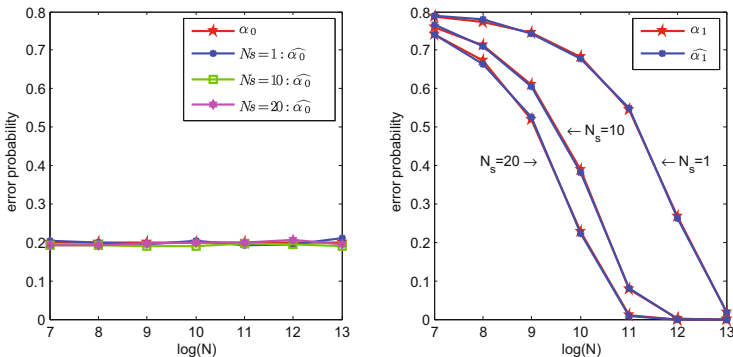 error probability
0.8
0.7
0.6
0.5
0.4
0.3
0.2
0.1
0
7 8 9 10 11 12 13
log(N)
α₀
Ns=1: α̂₀
Ns=10: α̂₀
Ns=20: α̂₀
error probability
0.8
0.7
0.6
0.5
0.4
0.3
0.2
0.1
0
7 8 9 10 11 12 13
log(N)
α₁
α̂₁
← Nₛ=10
Nₛ=20 →
← Nₛ=1